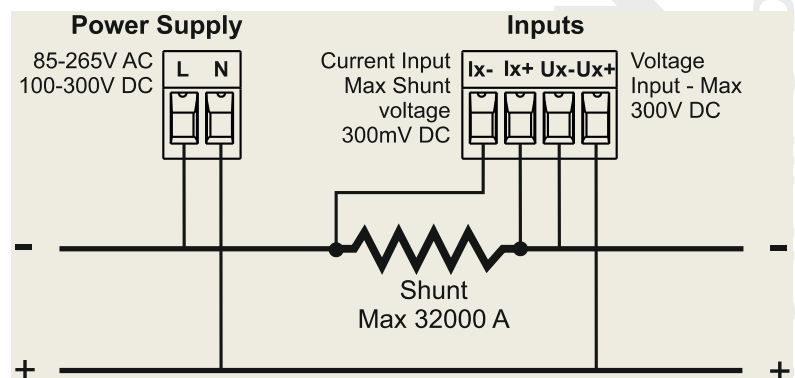 Power Supply
85-265V AC
100-300V DC
L N
Inputs
Current Input
Max Shunt
voltage
300mV DC
Ix- Ix+ Ux- Ux+
Voltage
Input - Max
300V DC
- -
Shunt
Max 32000 A
+ +